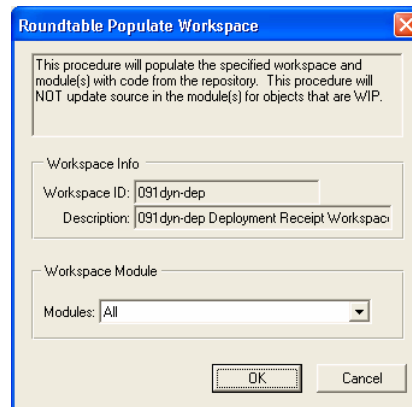 Roundtable Populate Workspace
This procedure will populate the specified workspace and
module(s) with code from the repository. This procedure will
NOT update source in the module(s) for objects that are WIP.
Workspace Info
Workspace ID: 091dyn-dep
Description: 091dyn-dep Deployment Receipt Workspac
Workspace Module
Modules: All
OK Cancel